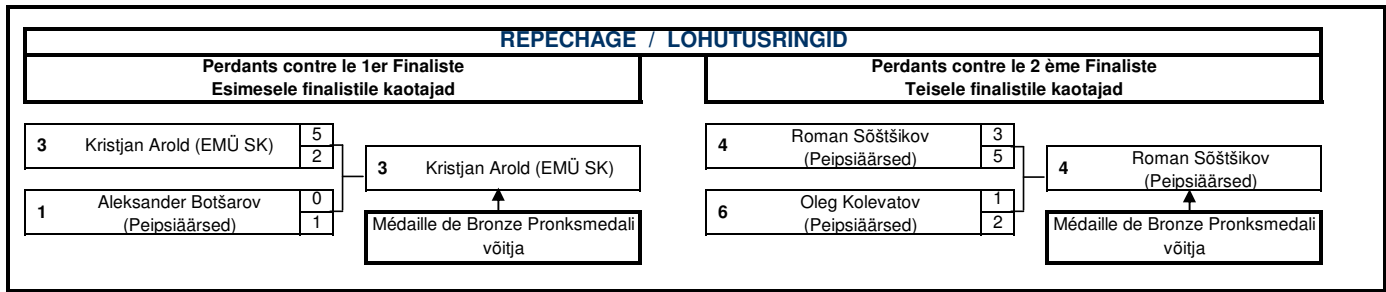 REPECHAGE / LOHUTUSRINGID
Perdants contre le 1er Finaliste
Esimesele finalistile kaotajad
Perdants contre le 2 ème Finaliste
Teisele finalistile kaotajad
3 Kristjan Arold (EMÜ SK) 5
2
3 Kristjan Arold (EMÜ SK)
1 Aleksander Botšarov 0
(Peipsiäärsed) 1
Médaille de Bronze Pronksmedali
võitja
4 Roman Sõštšikov 3
(Peipsiäärsed) 5
4 Roman Sõštšikov
(Peipsiäärsed)
6 Oleg Kolevatov 1
(Peipsiäärsed) 2
Médaille de Bronze Pronksmedali
võitja